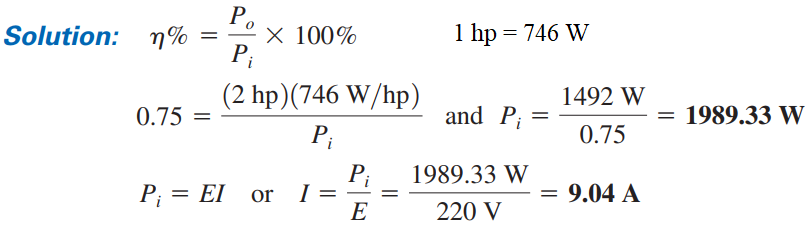 Solution: η% = P_o / P_i × 100% 1 hp = 746 W
0.75 = (2 hp)(746 W/hp) / P_i and P_i = 1492 W / 0.75 = 1989.33 W
P_i = EI or I = P_i / E = 1989.33 W / 220 V = 9.04 A